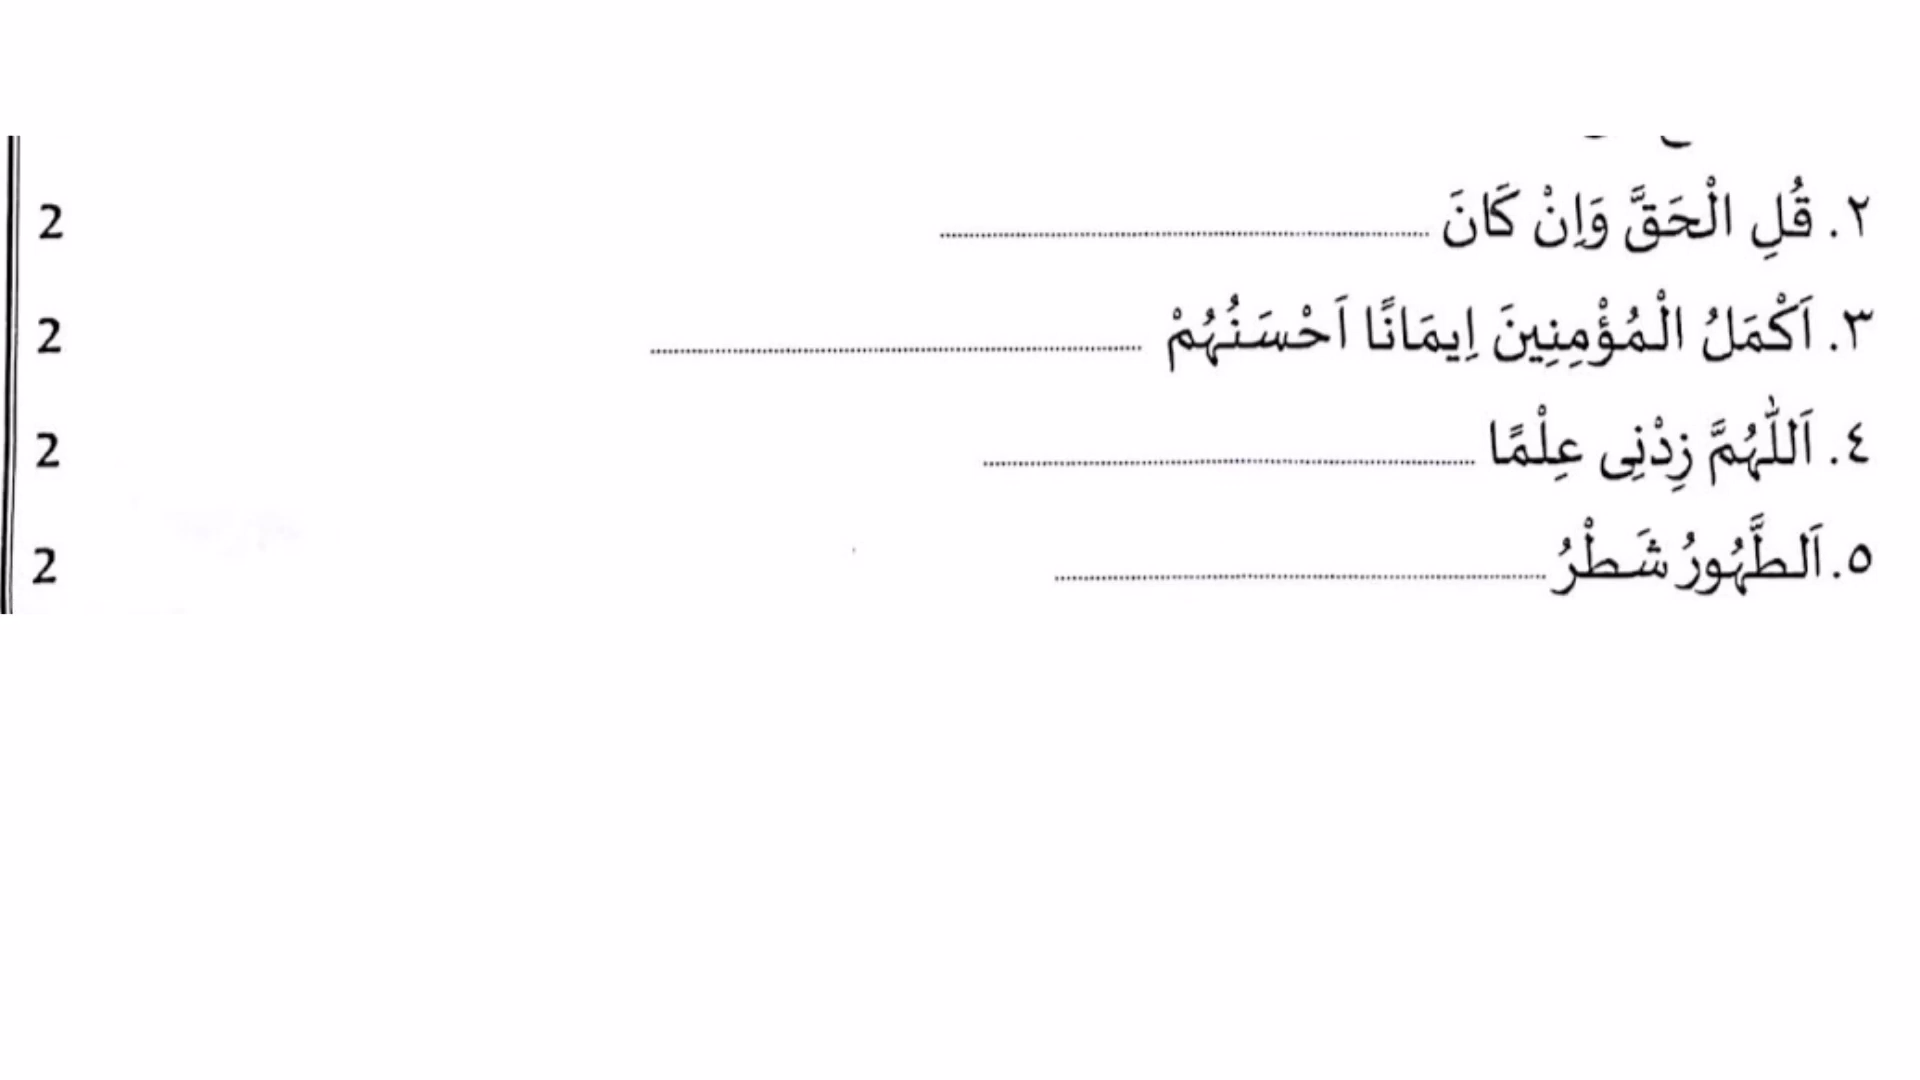 ٢. قُلِ الْحَقَّ وَاِنْ كَانَ ........................ 2
٣. اَكْمَلُ الْمُؤْمِنِينَ اِيمَانًا اَحْسَنُهُمْ ........................ 2
٤. اَللّٰهُمَّ زِدْنِى عِلْمًا ........................ 2
٥. اَلطَّهُورُ شَطْرُ ........................ 2